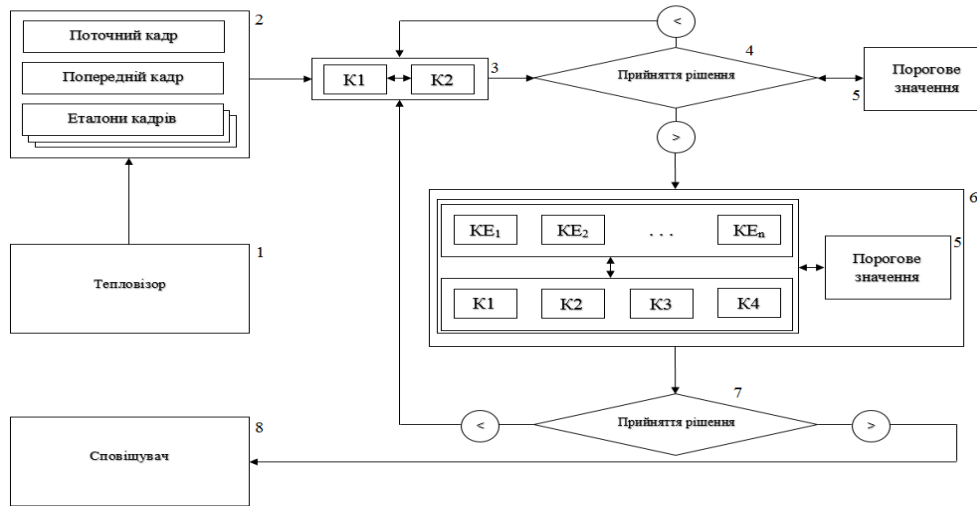 2
Поточний кадр
Попередній кадр
Еталони кадрів
<
К1
К2
3
4
Прийняття рішення
5
Порогове
значення
>
1
Тепловізор
6
КЕ₁
КЕ₂
...
КЕₙ
К1
К2
К3
К4
5
Порогове
значення
7
<
Прийняття рішення
>
8
Сповіщувач